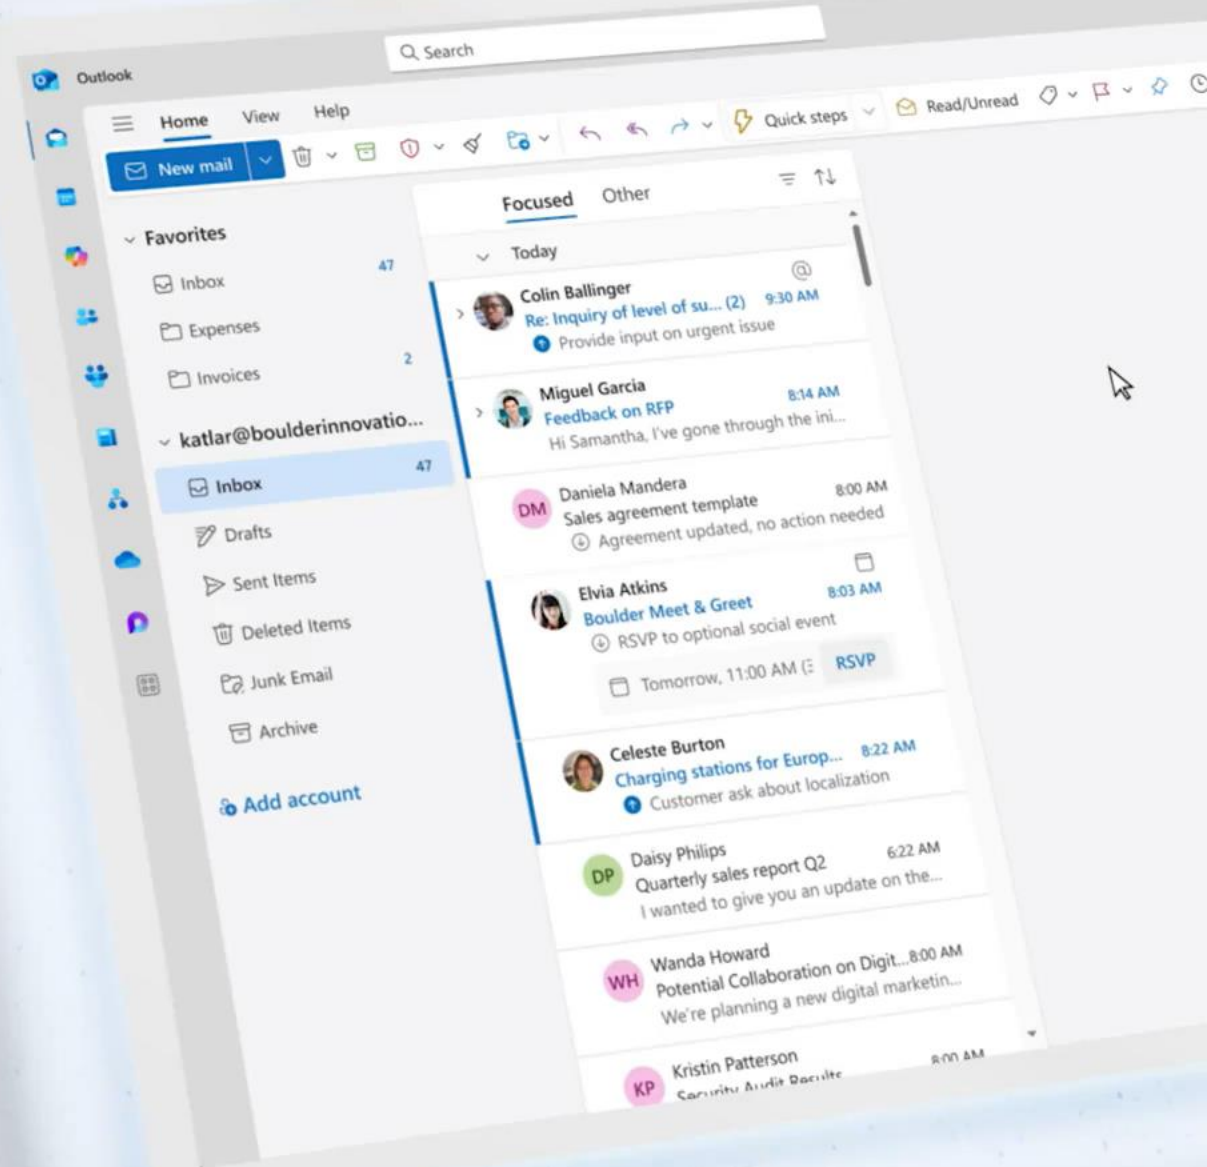 Outlook
Search
Home View Help
New mail
Quick steps
Read/Unread
Favorites
Inbox 47
Expenses
Invoices 2
katlar@boulderinnovatio...
Inbox 47
Drafts
Sent Items
Deleted Items
Junk Email
Archive
Add account
Focused Other
Today
Colin Ballinger @
Re: Inquiry of level of su... (2) 9:30 AM
Provide input on urgent issue
Miguel Garcia
Feedback on RFP 8:14 AM
Hi Samantha, I've gone through the ini...
DM
Daniela Mandera
Sales agreement template 8:00 AM
Agreement updated, no action needed
Elvia Atkins
Boulder Meet & Greet 8:03 AM
RSVP to optional social event
Tomorrow, 11:00 AM RSVP
Celeste Burton
Charging stations for Europ... 8:22 AM
Customer ask about localization
DP
Daisy Philips
Quarterly sales report Q2 6:22 AM
I wanted to give you an update on the...
WH
Wanda Howard
Potential Collaboration on Digit...8:00 AM
We're planning a new digital marketin...
KP
Kristin Patterson
Security Audit Results 8:00 AM